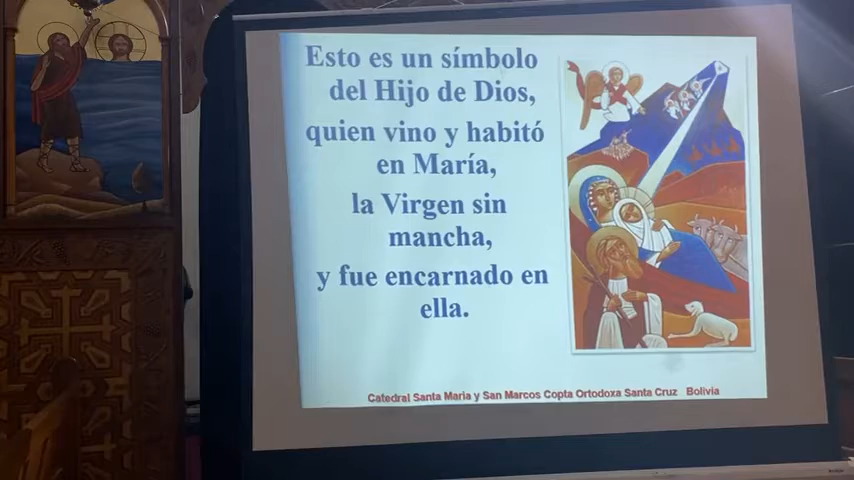 Esto es un símbolo
del Hijo de Dios,
quien vino y habitó
en María,
la Virgen sin
mancha,
y fue encarnado en
ella.
Catedral Santa Maria y San Marcos Copta Ortodoxa Santa Cruz Bolivia